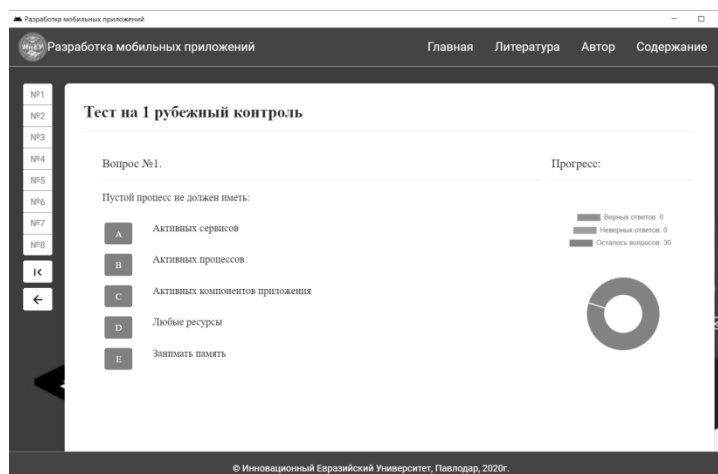 Разработка мобильных приложений
ИнЕУ Разработка мобильных приложений Главная Литература Автор Содержание
№1
№2
№3
№4
№5
№6
№7
№8
Тест на 1 рубежный контроль
Вопрос №1.
Пустой процесс не должен иметь:
A Активных сервисов
B Активных процессов
C Активных компонентов приложения
D Любые ресурсы
E Занимать память
Прогресс:
Верных ответов: 0
Неверных ответов: 0
Осталось вопросов: 30
© Инновационный Евразийский Университет, Павлодар, 2020г.